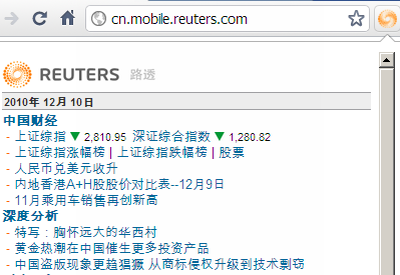 cn.mobile.reuters.com
REUTERS 路透
2010年 12月 10日
中国财经
- 上证综指 ▼ 2,810.95 深证综合指数 ▼ 1,280.82
- 上证综指涨幅榜 | 上证综指跌幅榜 | 股票
- 人民币兑美元收升
- 内地香港A+H股股价对比表--12月9日
- 11月乘用车销售再创新高
深度分析
- 特写：胸怀远大的华西村
- 黄金热潮在中国催生更多投资产品
- 中国盗版现象更趋猖獗 从商标侵权升级到技术剽窃